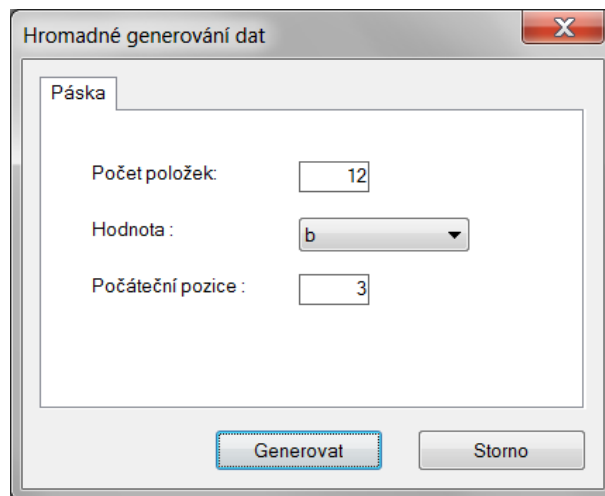 Hromadné generování dat
Páska
Počet položek: 12
Hodnota : b
Počáteční pozice : 3
Generovat Storno